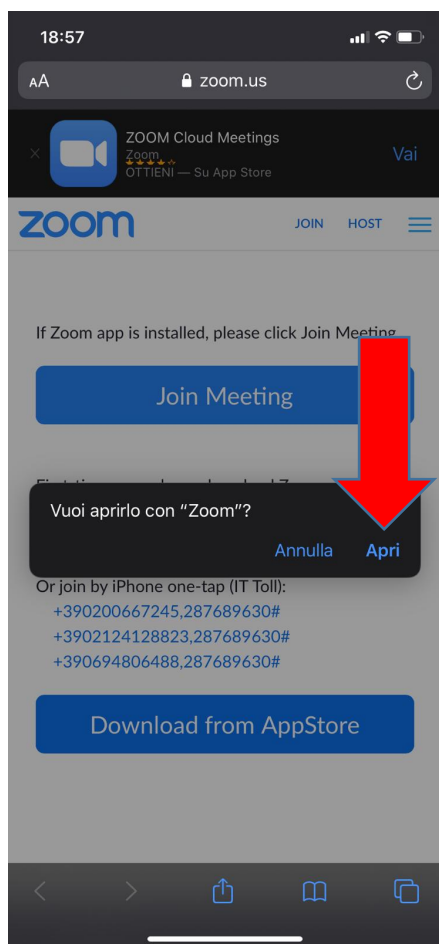 18:57
AA
zoom.us
ZOOM Cloud Meetings
Zoom
OTTIENI — Su App Store
Vai
zoom
JOIN
HOST
If Zoom app is installed, please click Join Meeting
Join Meeting
Vuoi aprirlo con “Zoom”?
Annulla
Apri
Or join by iPhone one-tap (IT Toll):
+390200667245,287689630#
+3902124128823,287689630#
+390694806488,287689630#
Download from AppStore